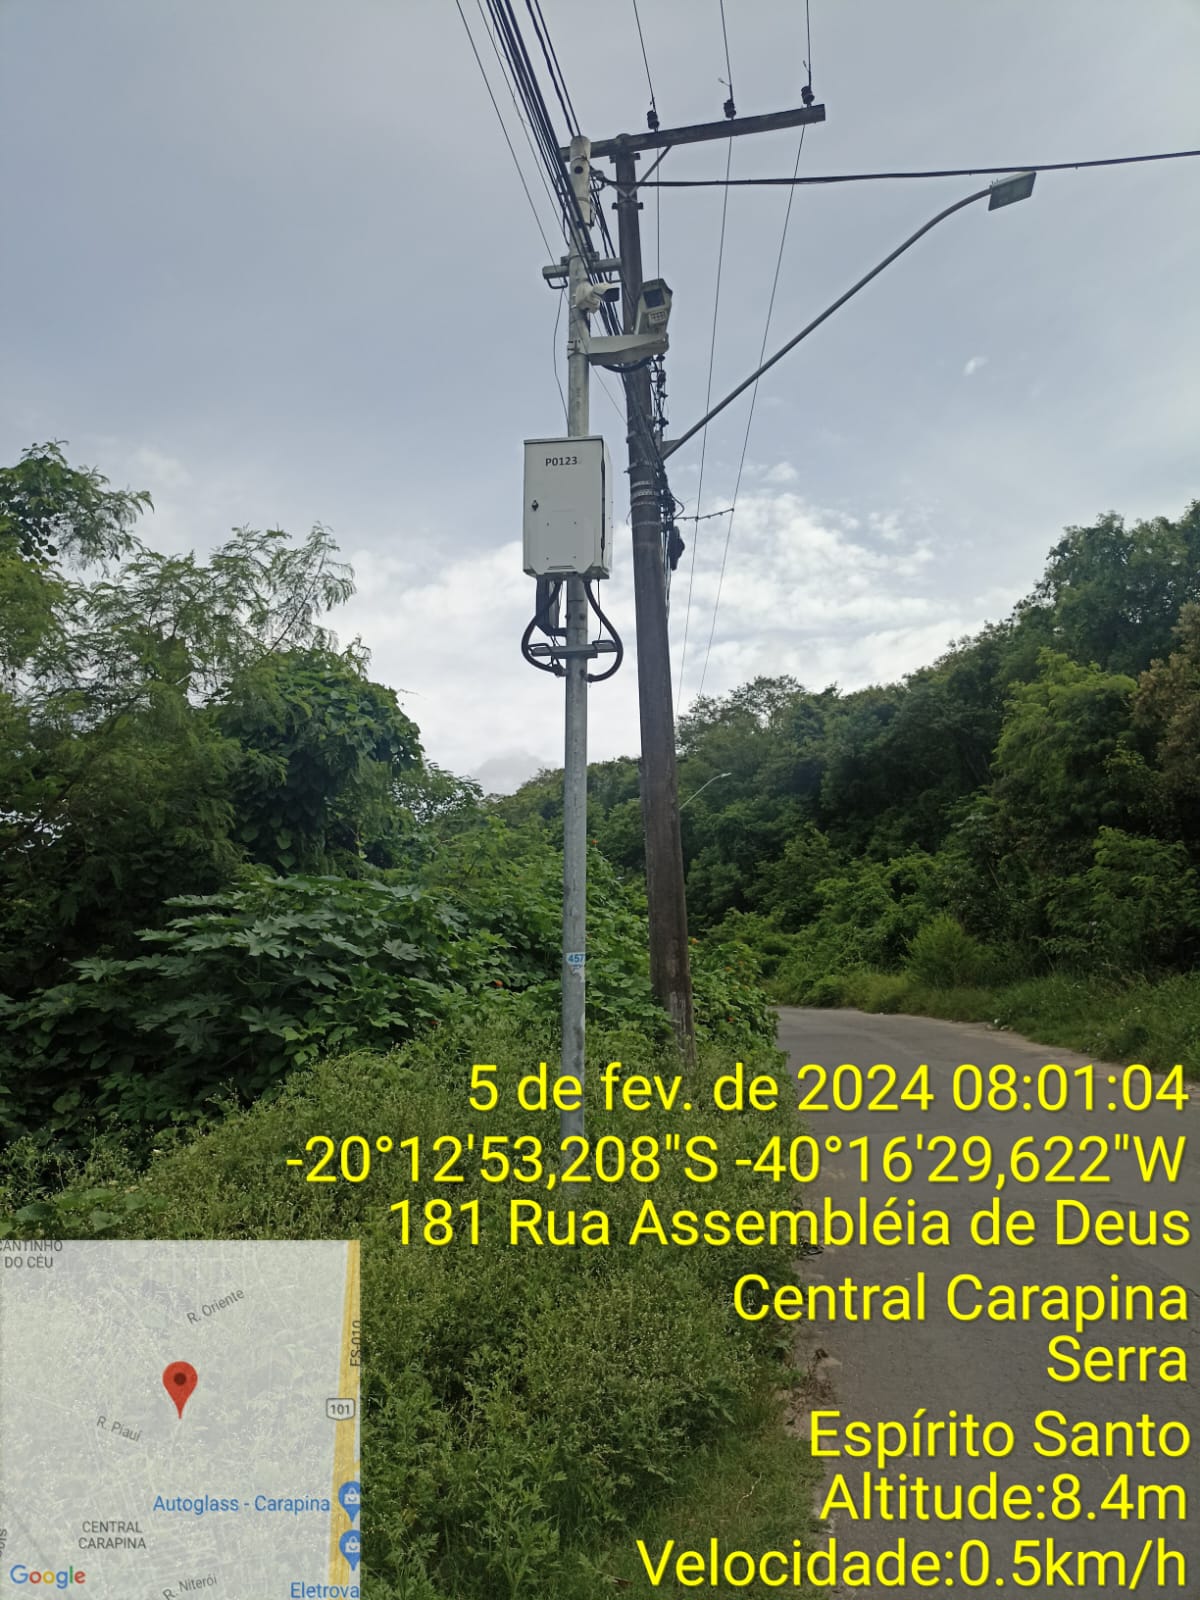 P0123
457
5 de fev. de 2024 08:01:04
-20°12'53,208"S -40°16'29,622"W
181 Rua Assembléia de Deus
Central Carapina
Serra
Espírito Santo
Altitude:8.4m
Velocidade:0.5km/h
CANTINHO
DO CÉU
R. Oriente
ES-010
101
R. Piauí
Autoglass - Carapina
CENTRAL
CARAPINA
Google
R. Niterói
Eletrova